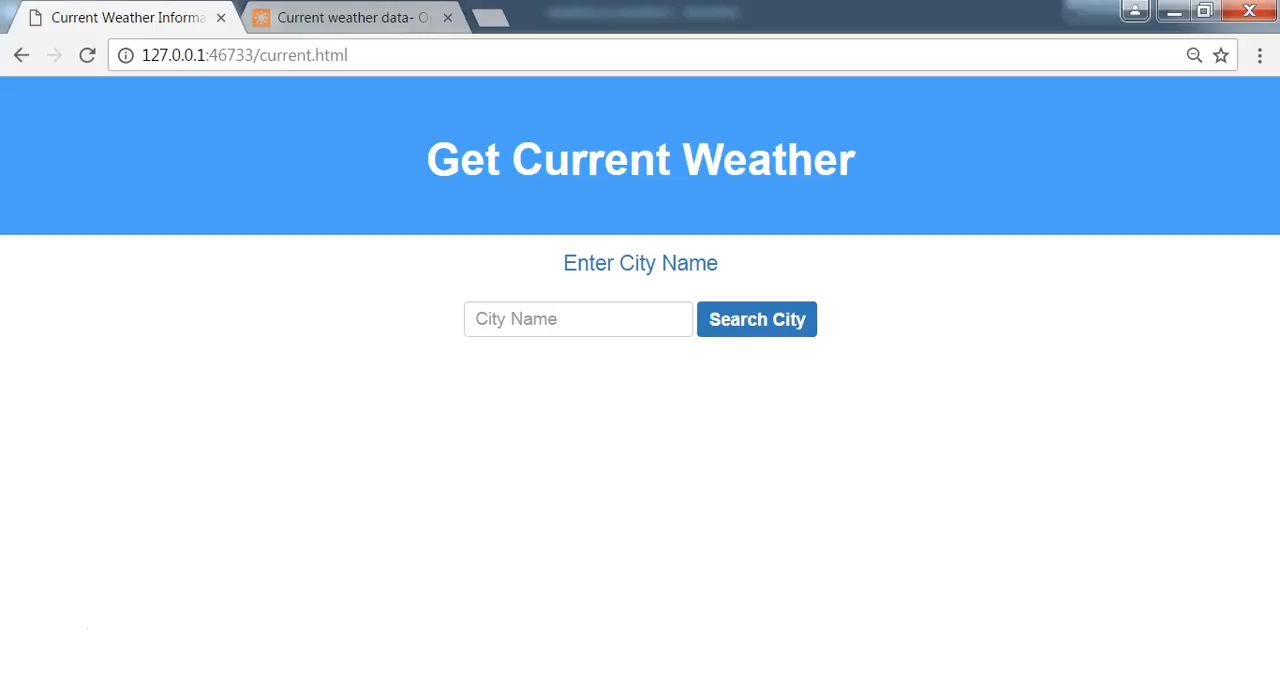 Current Weather Informa
Current weather data- O
127.0.0.1:46733/current.html
Get Current Weather
Enter City Name
City Name
Search City